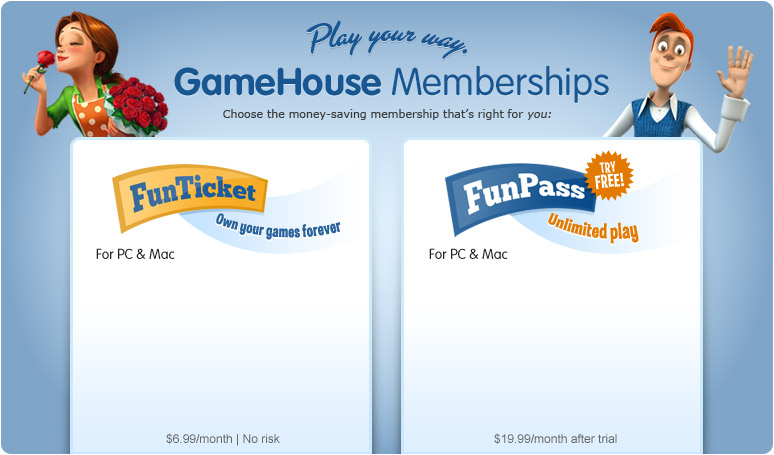 Play your way.
GameHouse Memberships
Choose the money-saving membership that's right for you:
FunTicket
Own your games forever
For PC & Mac
$6.99/month | No risk
FunPass
TRY
FREE!
Unlimited play
For PC & Mac
$19.99/month after trial